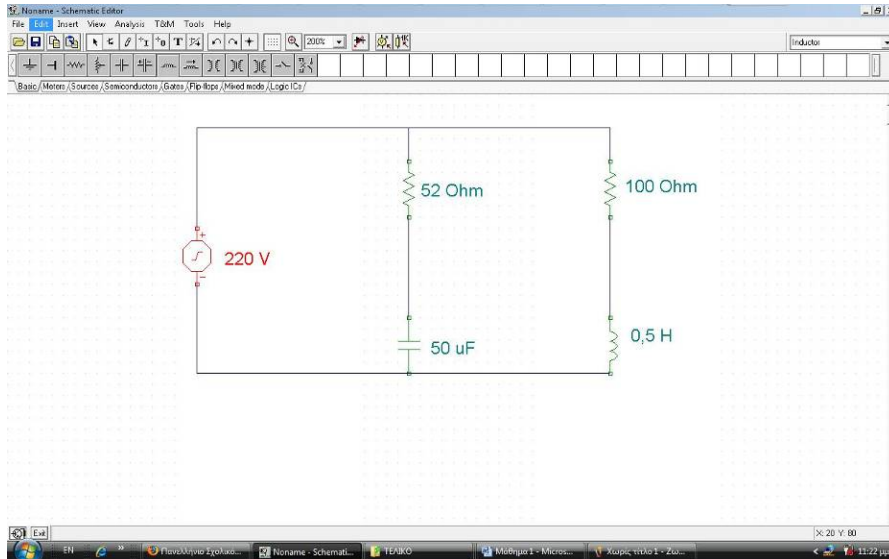 Noname - Schematic Editor
File Edit Insert View Analysis T&M Tools Help
200%
Inductor
Basic Meters Sources Semiconductors Gates Flip-flops Mixed mode Logic ICs
52 Ohm
100 Ohm
220 V
0,5 H
50 uF
Exit
X: 20 Y: 80
EN
Πανελλήνιο Σχολικό...
Noname - Schemati...
ΤΕΛΙΚΟ
Μάθημα 1 - Micros...
Χωρίς τίτλο 1 - Ζω...
11:22 μμ